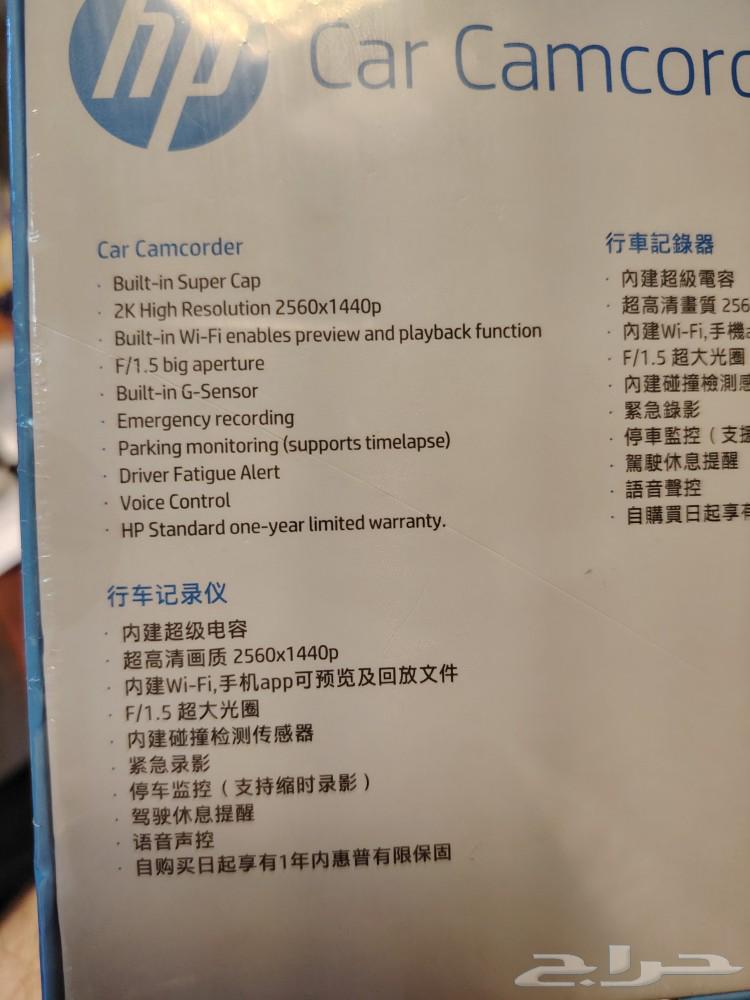 hp Car Camcord
Car Camcorder
· Built-in Super Cap
· 2K High Resolution 2560x1440p
· Built-in Wi-Fi enables preview and playback function
· F/1.5 big aperture
· Built-in G-Sensor
· Emergency recording
· Parking monitoring (supports timelapse)
· Driver Fatigue Alert
· Voice Control
· HP Standard one-year limited warranty.
行车记录仪
· 内建超级电容
· 超高清画质 2560x1440p
· 内建Wi-Fi,手机app可预览及回放文件
· F/1.5 超大光圈
· 内建碰撞检测传感器
· 紧急录影
· 停车监控（支持缩时录影）
· 驾驶休息提醒
· 语音声控
· 自购买日起享有1年内惠普有限保固
行車記錄器
· 內建超級電容
· 超高清畫質 256
· 內建Wi-Fi,手機a
· F/1.5 超大光圈
· 內建碰撞檢測感
· 緊急錄影
· 停車監控（支援
· 駕駛休息提醒
· 語音聲控
· 自購買日起享有
حراج